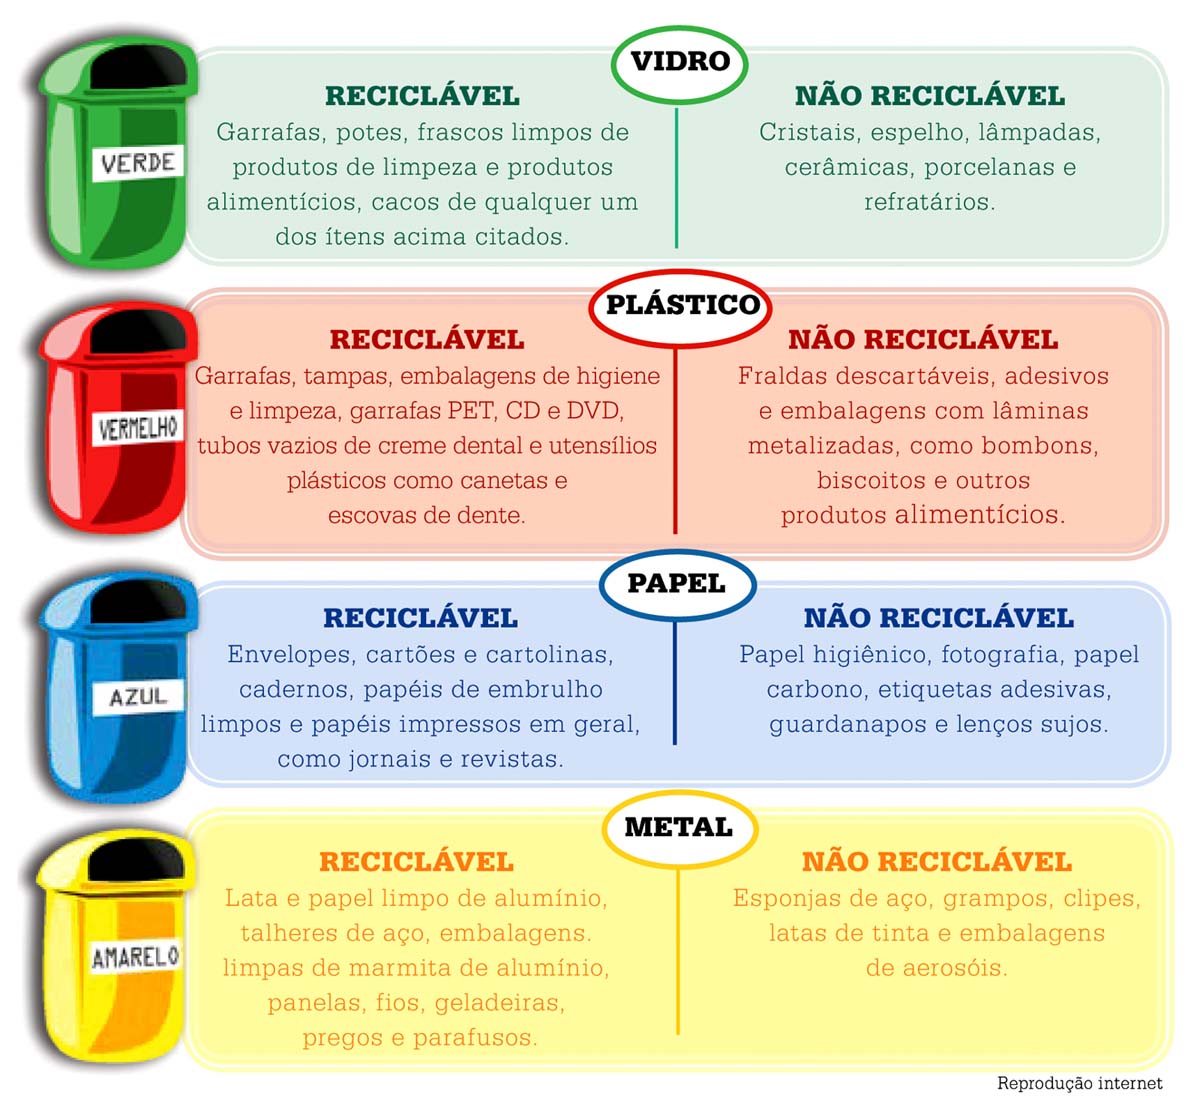 VIDRO
VERDE
RECICLÁVEL
Garrafas, potes, frascos limpos de
produtos de limpeza e produtos
alimentícios, cacos de qualquer um
dos ítens acima citados.
NÃO RECICLÁVEL
Cristais, espelho, lâmpadas,
cerâmicas, porcelanas e
refratários.
PLÁSTICO
VERMELHO
RECICLÁVEL
Garrafas, tampas, embalagens de higiene
e limpeza, garrafas PET, CD e DVD,
tubos vazios de creme dental e utensílios
plásticos como canetas e
escovas de dente.
NÃO RECICLÁVEL
Fraldas descartáveis, adesivos
e embalagens com lâminas
metalizadas, como bombons,
biscoitos e outros
produtos alimentícios.
PAPEL
AZUL
RECICLÁVEL
Envelopes, cartões e cartolinas,
cadernos, papéis de embrulho
limpos e papéis impressos em geral,
como jornais e revistas.
NÃO RECICLÁVEL
Papel higiênico, fotografia, papel
carbono, etiquetas adesivas,
guardanapos e lenços sujos.
METAL
AMARELO
RECICLÁVEL
Lata e papel limpo de alumínio,
talheres de aço, embalagens.
limpas de marmita de alumínio,
panelas, fios, geladeiras,
pregos e parafusos.
NÃO RECICLÁVEL
Esponjas de aço, grampos, clipes,
latas de tinta e embalagens
de aerosóis.
Reprodução internet